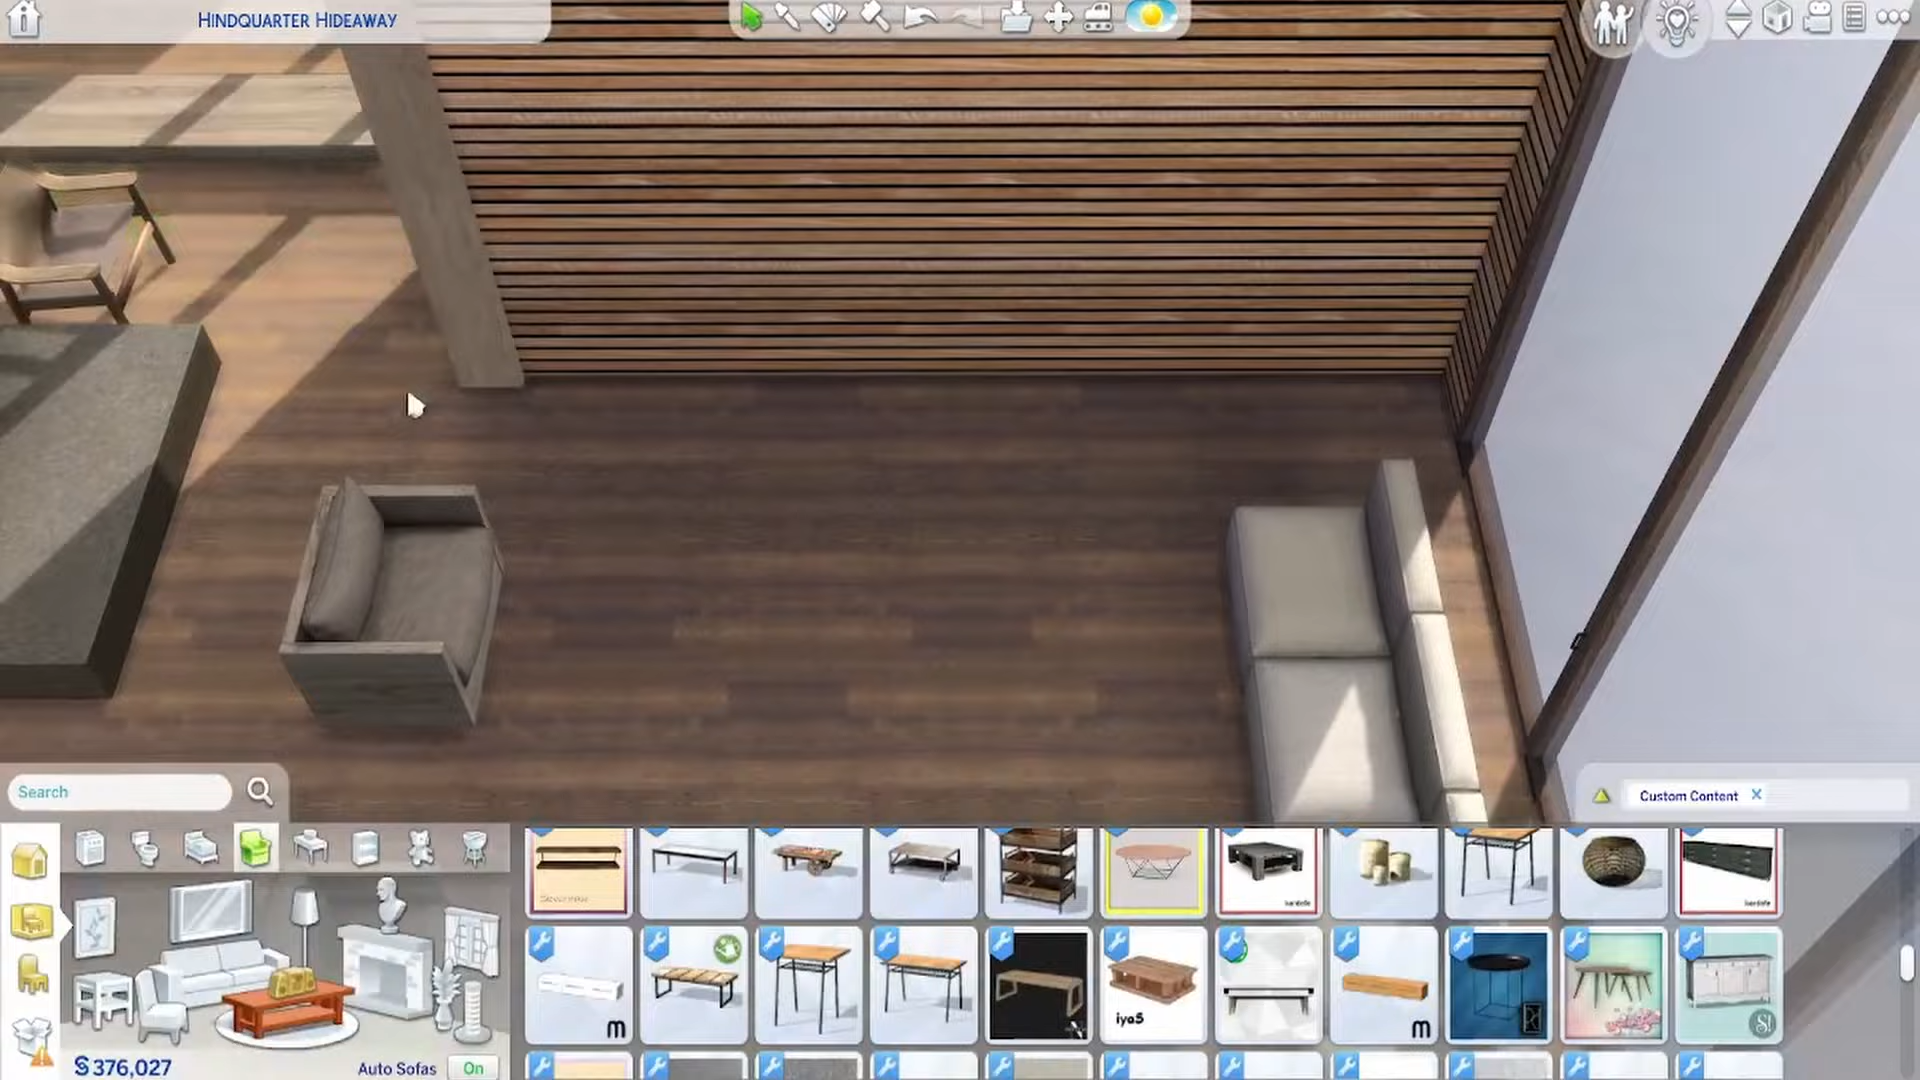 HINDQUARTER HIDEAWAY
Search
Custom Content
m
iya5
m
S!
§376,027
Auto Sofas
On